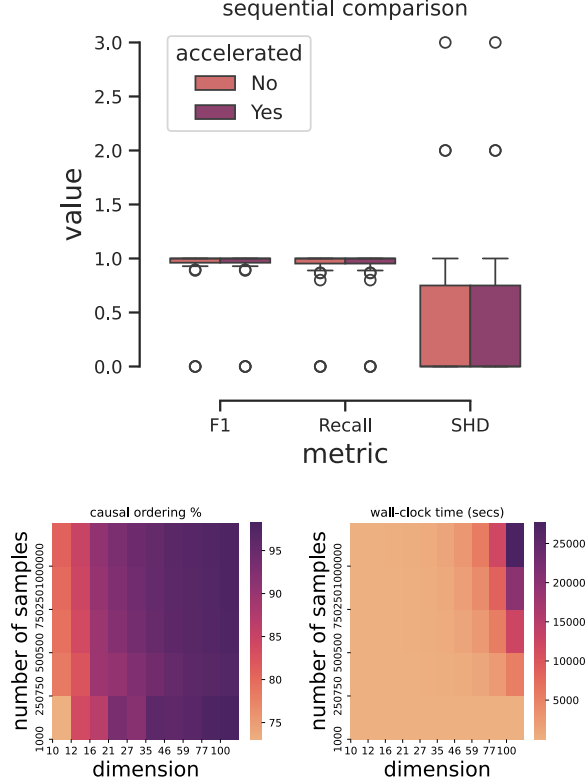 sequential comparison
3.0
accelerated
2.5
No
Yes
2.0
value
1.5
1.0
0.5
0.0
F1 Recall SHD
metric
causal ordering %
number of samples
1000000
750250
500500
250750
1000
10 12 16 21 27 35 46 59 77 100
dimension
95
90
85
80
75
wall-clock time (secs)
number of samples
1000000
750250
500500
250750
1000
10 12 16 21 27 35 46 59 77 100
dimension
25000
20000
15000
10000
5000